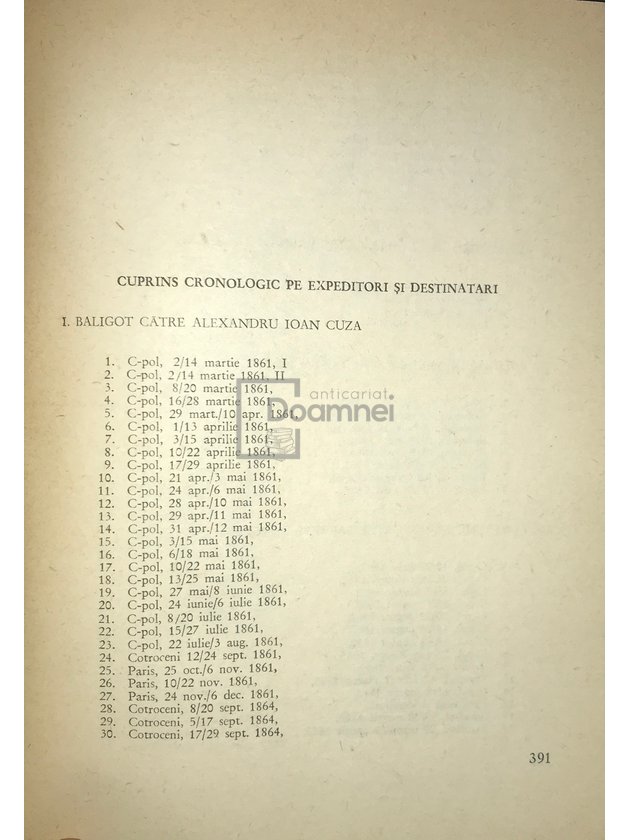 CUPRINS CRONOLOGIC PE EXPEDITORI ȘI DESTINATARI
I. BALIGOT CĂTRE ALEXANDRU IOAN CUZA
1. C-pol, 2/14 martie 1861, I
2. C-pol, 2/14 martie 1861, II
3. C-pol, 8/20 martie 1861,
4. C-pol, 16/28 martie 1861,
5. C-pol, 29 mart./10 apr. 1861,
6. C-pol, 1/13 aprilie 1861,
7. C-pol, 3/15 aprilie 1861,
8. C-pol, 10/22 aprilie 1861,
9. C-pol, 17/29 aprilie 1861,
10. C-pol, 21 apr./3 mai 1861,
11. C-pol, 24 apr./6 mai 1861,
12. C-pol, 28 apr./10 mai 1861,
13. C-pol, 29 apr./11 mai 1861,
14. C-pol, 31 apr./12 mai 1861,
15. C-pol, 3/15 mai 1861,
16. C-pol, 6/18 mai 1861,
17. C-pol, 10/22 mai 1861,
18. C-pol, 13/25 mai 1861,
19. C-pol, 27 mai/8 iunie 1861,
20. C-pol, 24 iunie/6 iulie 1861,
21. C-pol, 8/20 iulie 1861,
22. C-pol, 15/27 iulie 1861,
23. C-pol, 22 iulie/3 aug. 1861,
24. Cotroceni 12/24 sept. 1861,
25. Paris, 25 oct./6 nov. 1861,
26. Paris, 10/22 nov. 1861,
27. Paris, 24 nov./6 dec. 1861,
28. Cotroceni, 8/20 sept. 1864,
29. Cotroceni, 5/17 sept. 1864,
30. Cotroceni, 17/29 sept. 1864,
391
anticariat
Doamnei